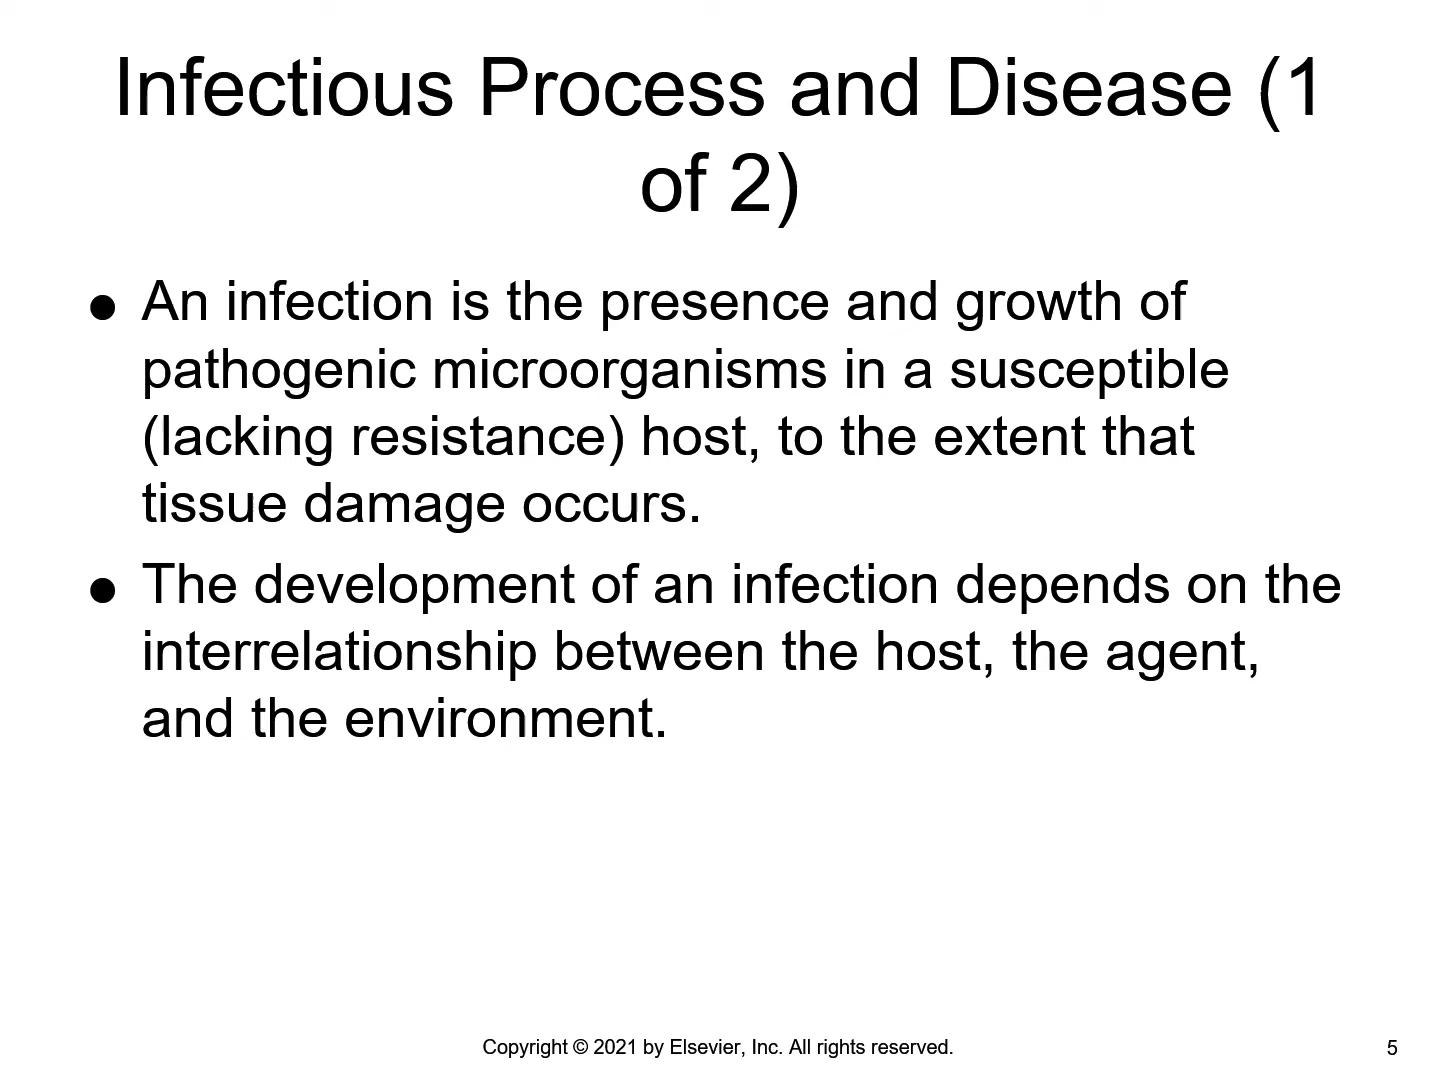 Infectious Process and Disease (1
of 2)
● An infection is the presence and growth of
pathogenic microorganisms in a susceptible
(lacking resistance) host, to the extent that
tissue damage occurs.
● The development of an infection depends on the
interrelationship between the host, the agent,
and the environment.
Copyright © 2021 by Elsevier, Inc. All rights reserved.
5